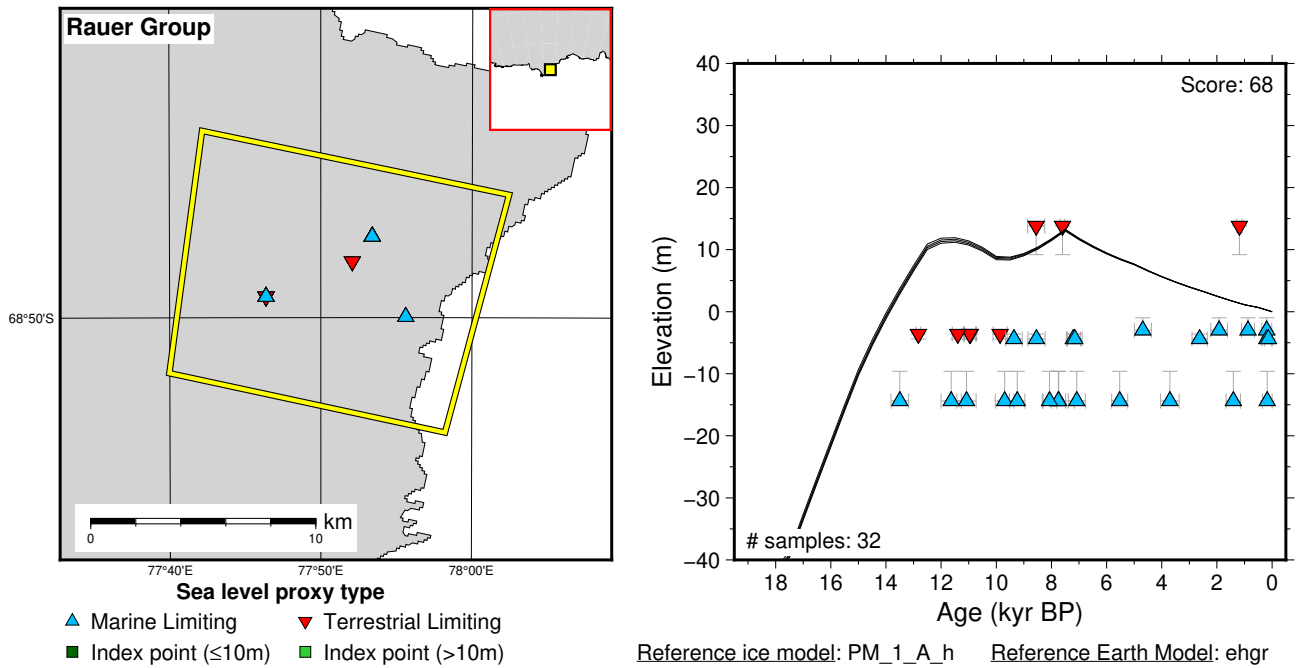 Rauer Group
68°50'S
km
0
10
77°40'E
77°50'E
78°00'E
Sea level proxy type
Marine Limiting
Terrestrial Limiting
Index point (≤10m)
Index point (>10m)
Score: 68
40
30
20
10
0
−10
−20
−30
−40
Elevation (m)
# samples: 32
18 16 14 12 10 8 6 4 2 0
Age (kyr BP)
Reference ice model: PM_1_A_h
Reference Earth Model: ehgr